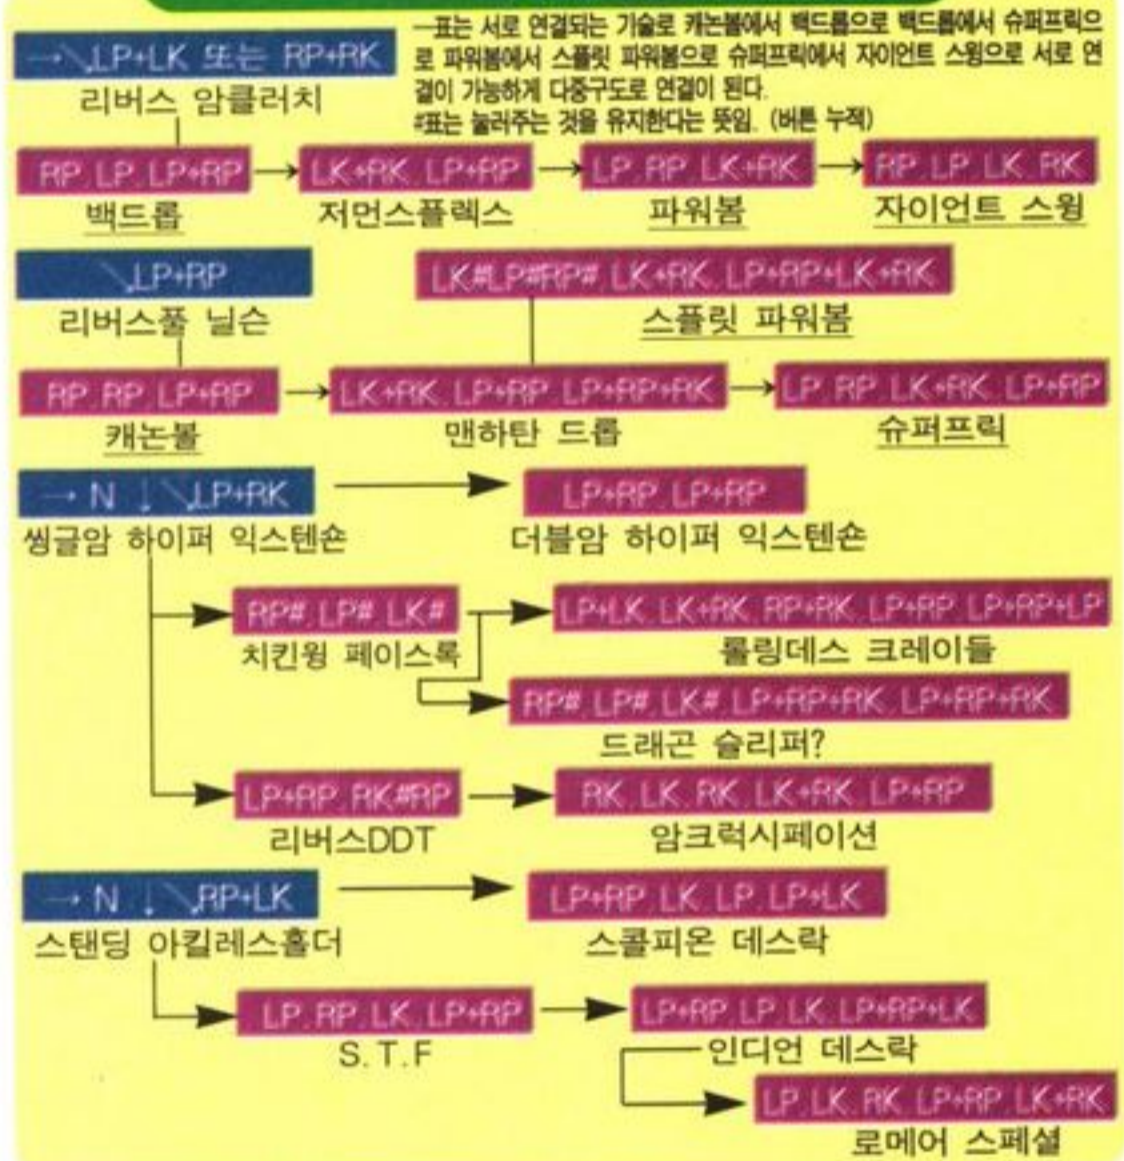 ―표는 서로 연결되는 기술로 캐논볼에서 백드롭으로 백드롭에서 슈퍼프릭으
로 파워봄에서 스플릿 파워봄으로 슈퍼프릭에서 자이언트 스윙으로 서로 연
결이 가능하게 다중구도로 연결이 된다.
#표는 눌러주는 것을 유지한다는 뜻임. (버튼 누적)
→↘LP+LK 또는 RP+RK
리버스 암클러치
RP, LP, LP+RP → LK+RK, LP+RP → LP, RP, LK+RK → RP, LP, LK, RK
백드롭 저먼스플렉스 파워봄 자이언트 스윙
↘LP+RP LK#LP#RP#, LK+RK, LP+RP+LK+RK
리버스풀 닐슨 스플릿 파워봄
RP, RP, LP+RP → LK+RK, LP+RP, LP+RP+RK → LP, RP, LK+RK, LP+RP
캐논볼 맨하탄 드롭 슈퍼프릭
→ N ↓ ↘LP+RK → LP+RP, LP+RP
씽글암 하이퍼 익스텐숀 더블암 하이퍼 익스텐숀
RP#, LP#, LK# → LP+LK, LK+RK, RP+RK, LP+RP, LP+RP+LP
치킨윙 페이스록 롤링데스 크레이들
RP#, LP#, LK#, LP+RP+RK, LP+RP+RK
드래곤 슬리퍼?
LP+RP, RK#RP → RK, LK, RK, LK+RK, LP+RP
리버스DDT 암크럭시페이션
→ N ↓ ↘RP+LK → LP+RP, LK, LP, LP+LK
스탠딩 아킬레스홀더 스콜피온 데스락
LP, RP, LK, LP+RP → LP+RP, LP, LK, LP+RP+LK
S.T.F 인디언 데스락
LP, LK, RK, LP+RP, LK+RK
로메어 스페셜